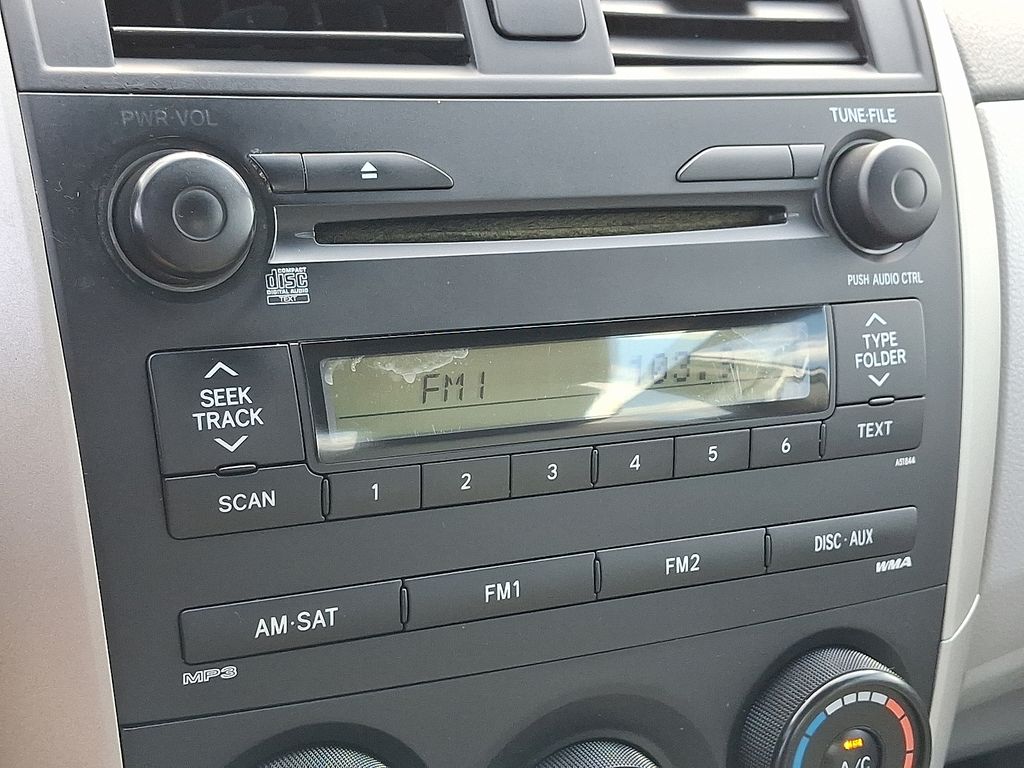 PWR·VOL
TUNE·FILE
COMPACT
disc
DIGITAL AUDIO
TEXT
PUSH AUDIO CTRL
SEEK
TRACK
FM1
TYPE
FOLDER
TEXT
SCAN
1
2
3
4
5
6
A51844
AM·SAT
FM1
FM2
DISC·AUX
WMA
MP3
A/C